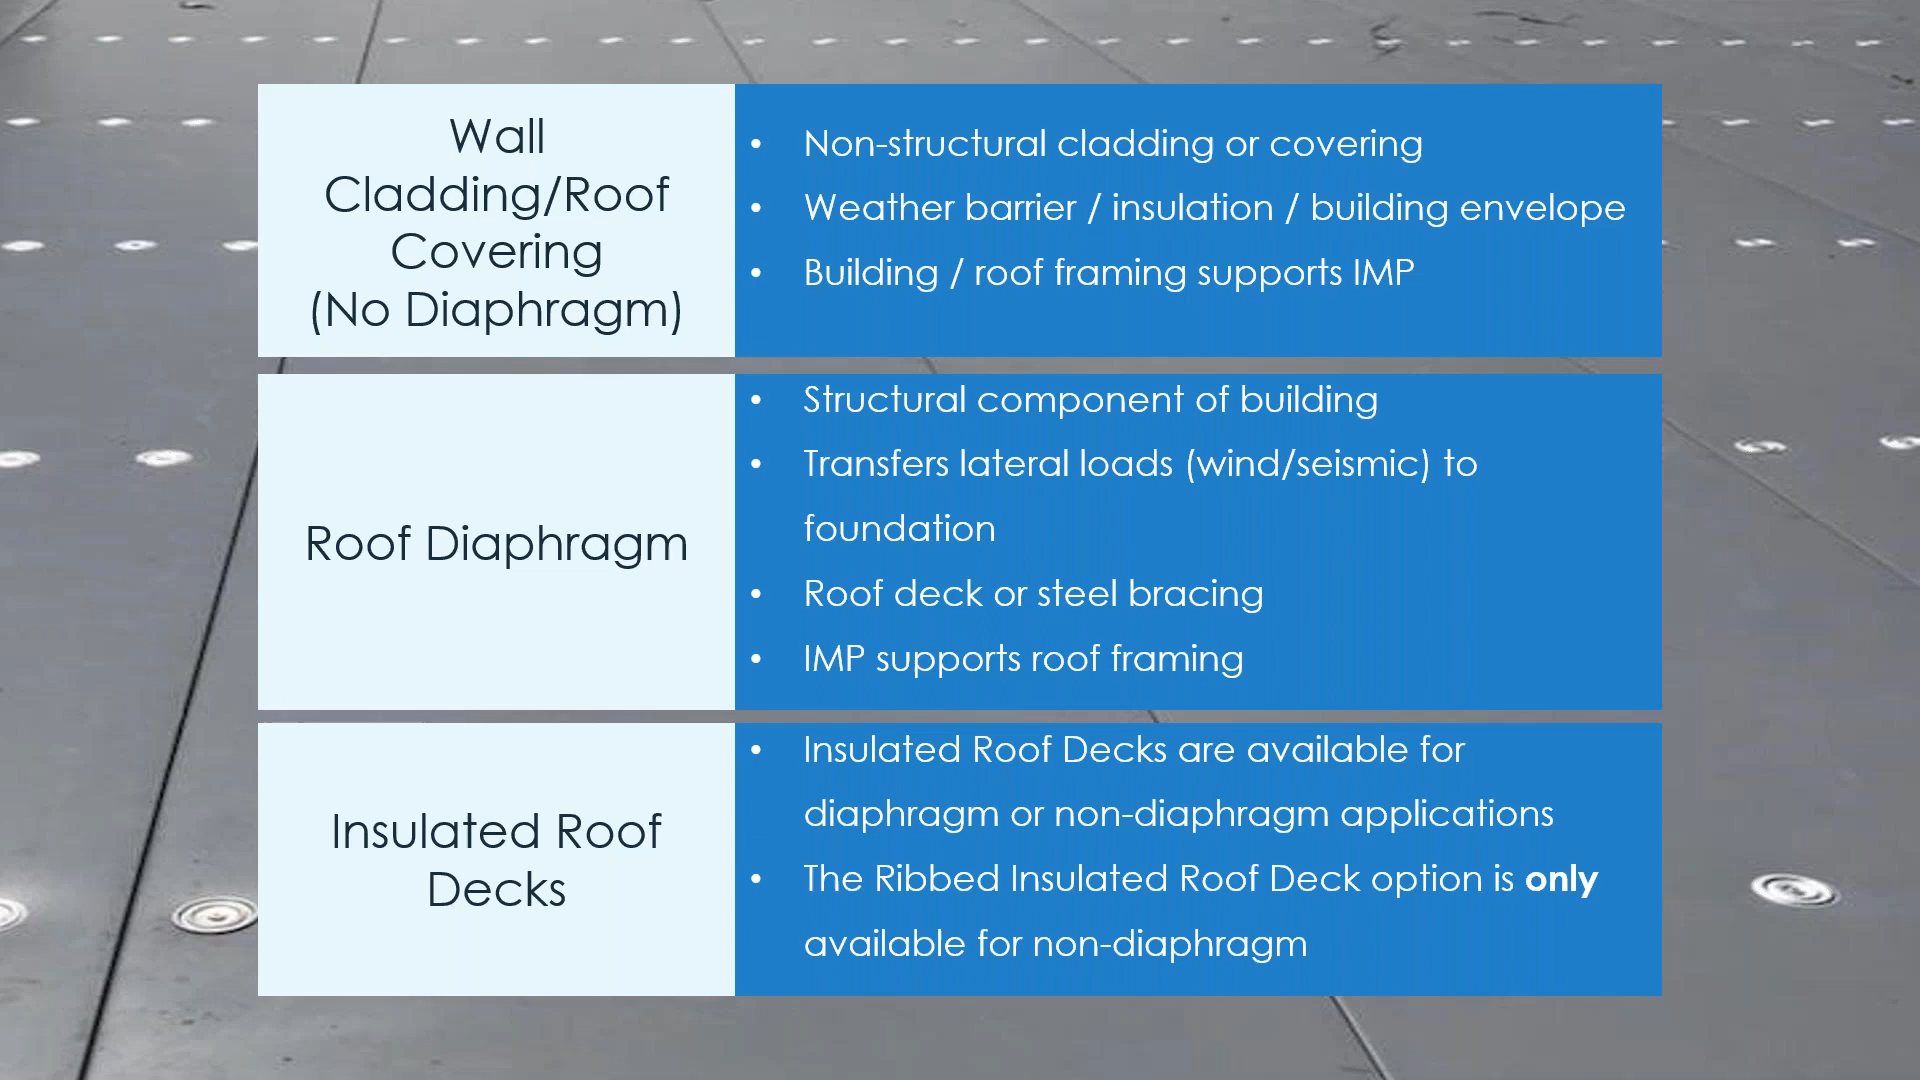 Wall
Cladding/Roof
Covering
(No Diaphragm)
• Non-structural cladding or covering
• Weather barrier / insulation / building envelope
• Building / roof framing supports IMP
Roof Diaphragm
• Structural component of building
• Transfers lateral loads (wind/seismic) to
foundation
• Roof deck or steel bracing
• IMP supports roof framing
Insulated Roof
Decks
• Insulated Roof Decks are available for
diaphragm or non-diaphragm applications
• The Ribbed Insulated Roof Deck option is only
available for non-diaphragm